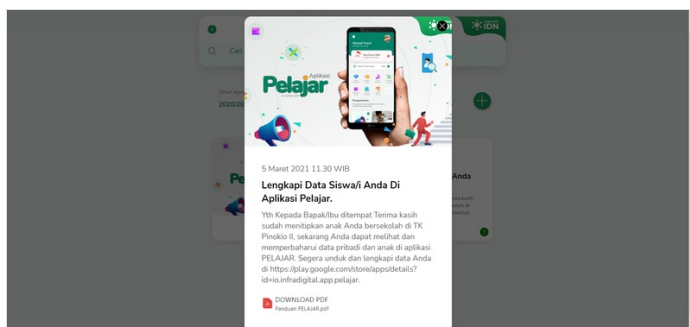 IDN
Cari
Aplikasi
Pelajar
2020/20
5 Maret 2021 11.30 WIB
Lengkapi Data Siswa/i Anda Di
Aplikasi Pelajar.
Yth Kepada Bapak/Ibu ditempat Terima kasih
sudah menitipkan anak Anda bersekolah di TK
Pinokio II, sekarang Anda dapat melihat dan
memperbaharui data pribadi dan anak di aplikasi
PELAJAR. Segera unduh dan lengkapi data Anda
di https://play.google.com/store/apps/details?
id=io.infradigital.app.pelajar.
Anda
DOWNLOAD PDF
Panduan PELAJAR.pdf